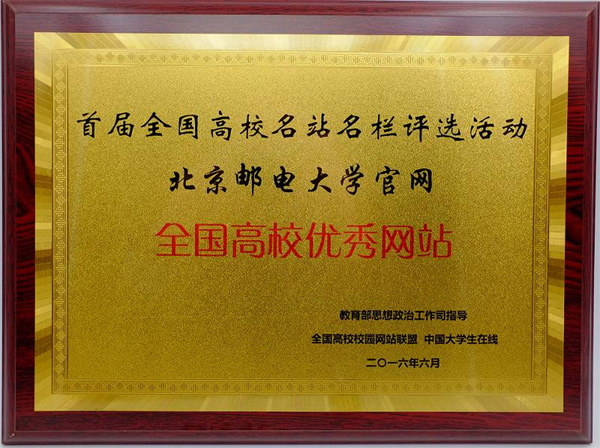 首届全国高校名站名栏评选活动
北京邮电大学官网
全国高校优秀网站
教育部思想政治工作司指导
全国高校校园网站联盟 中国大学生在线
二〇一六年六月